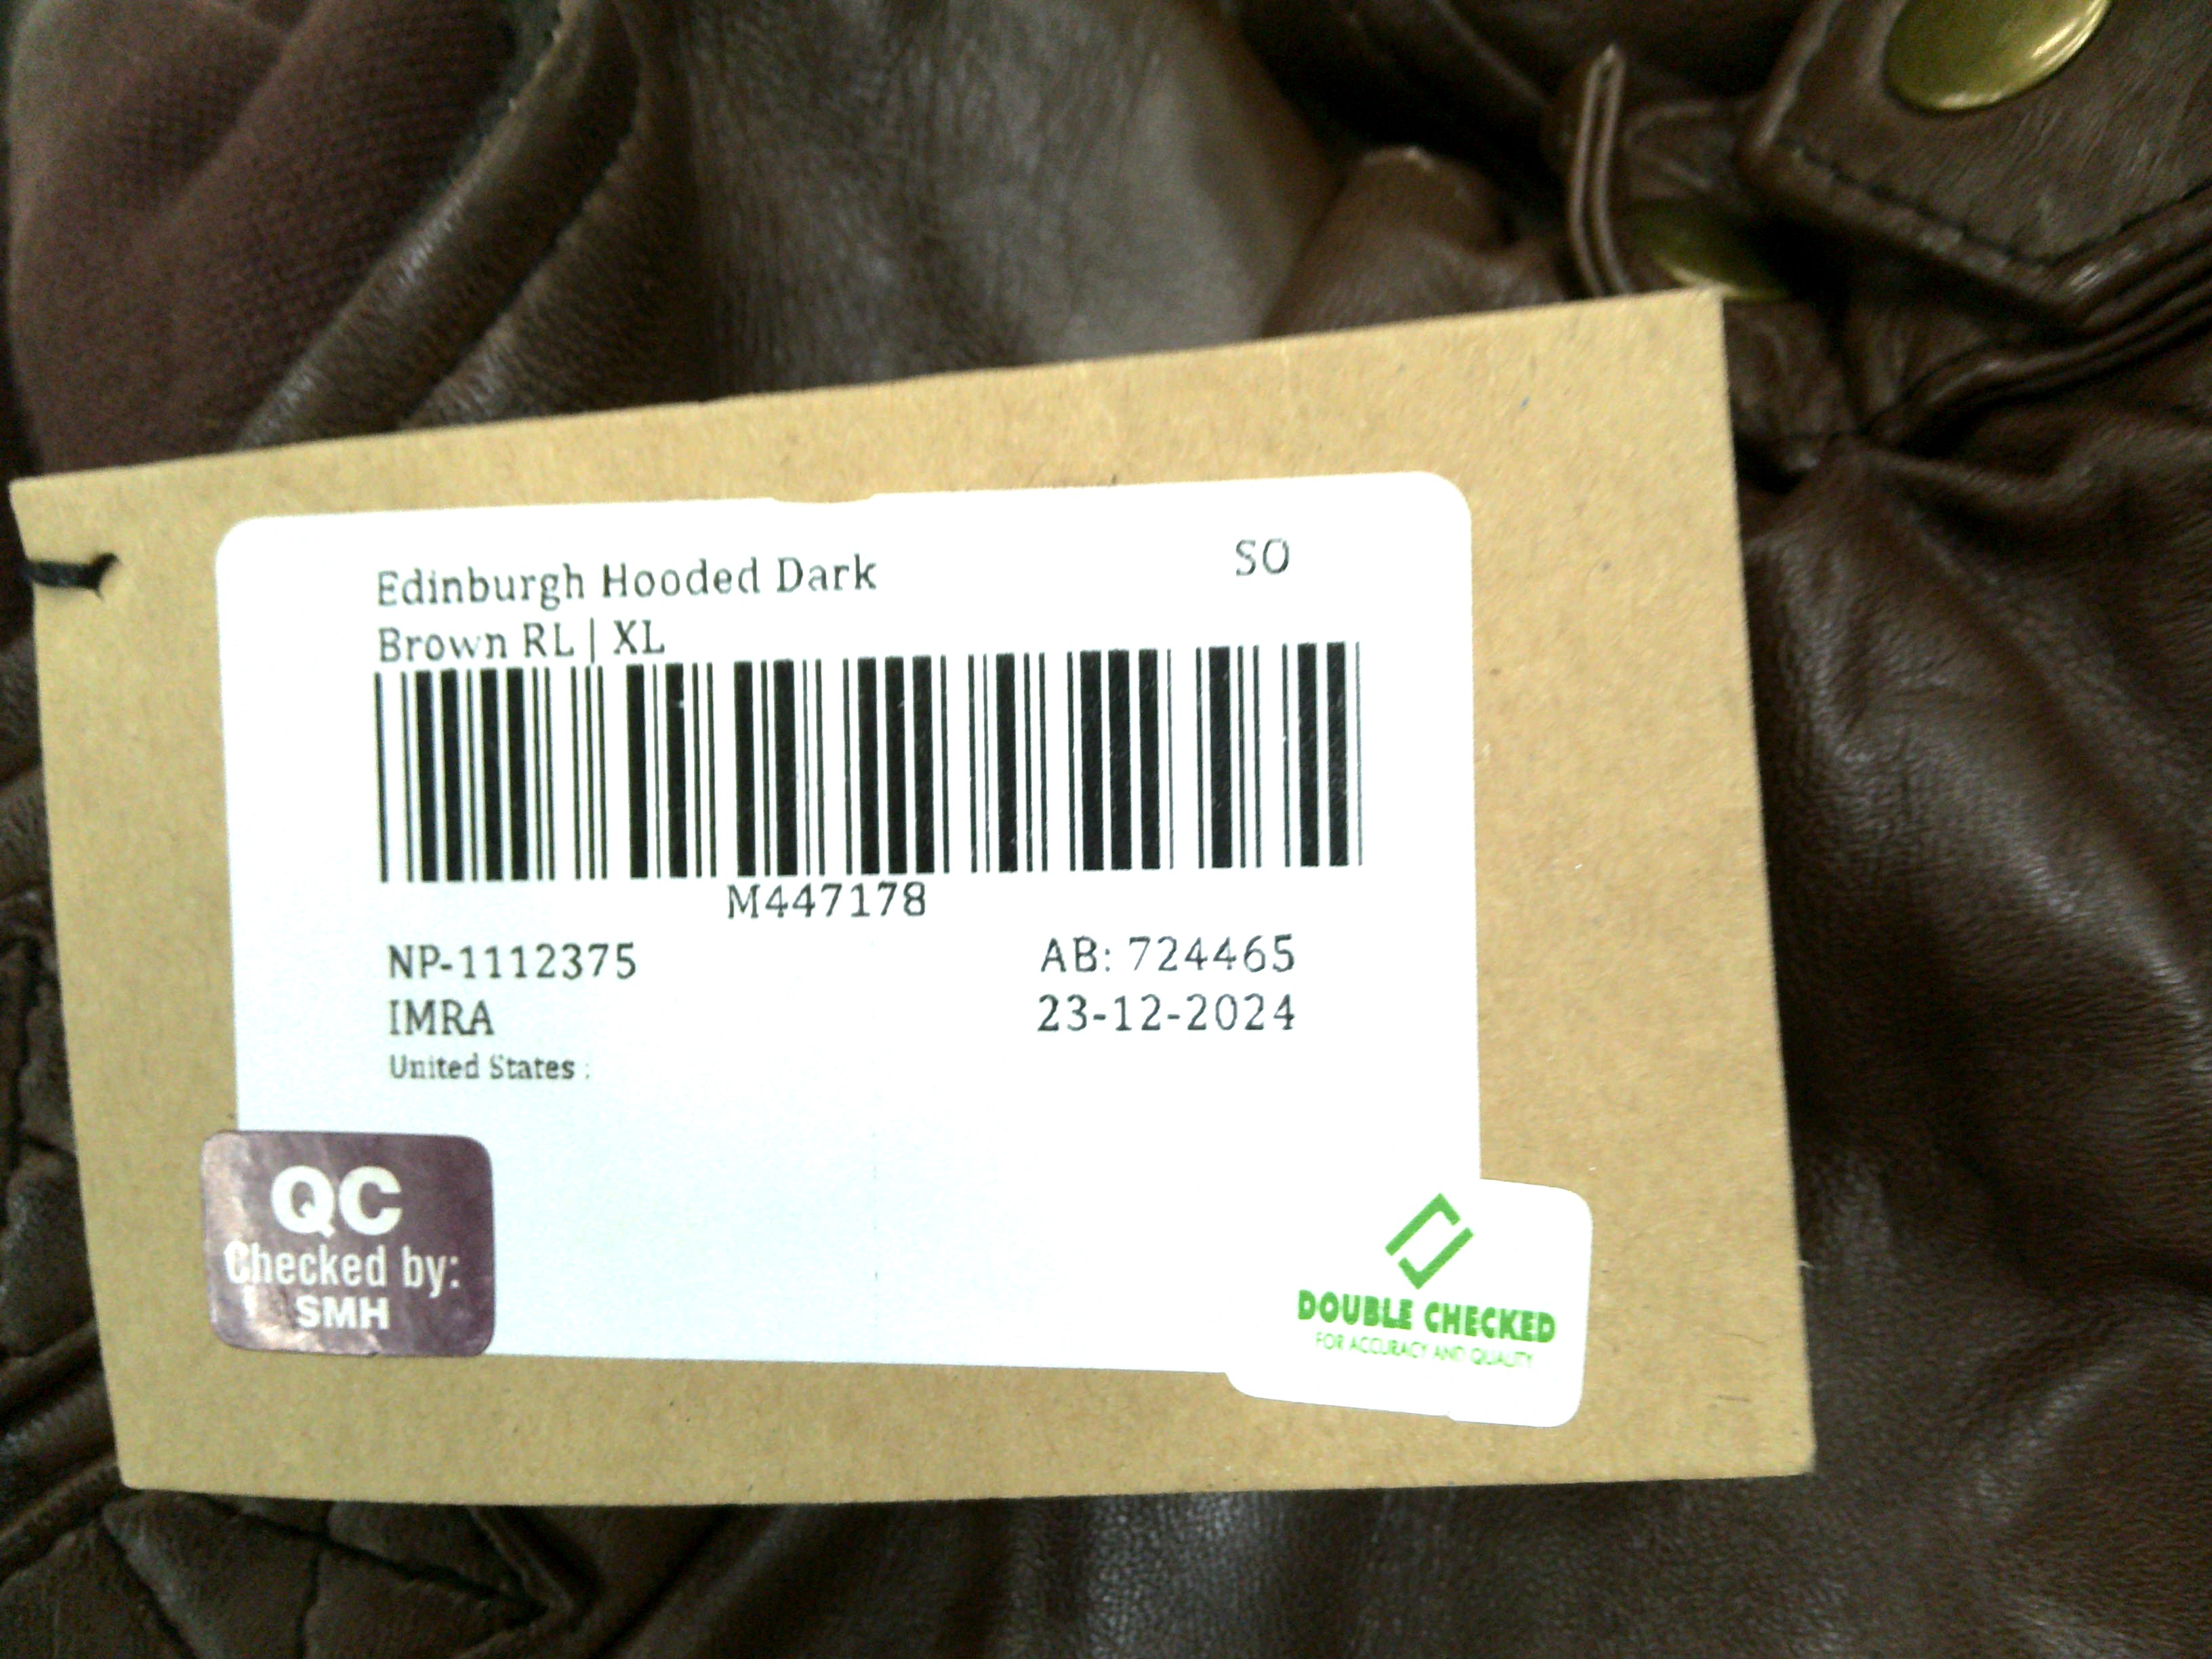 Edinburgh Hooded Dark
Brown RL | XL
SO
M447178
NP-1112375
AB: 724465
IMRA
23-12-2024
United States :
QC
Checked by:
SMH
DOUBLE CHECKED
FOR ACCURACY AND QUALITY